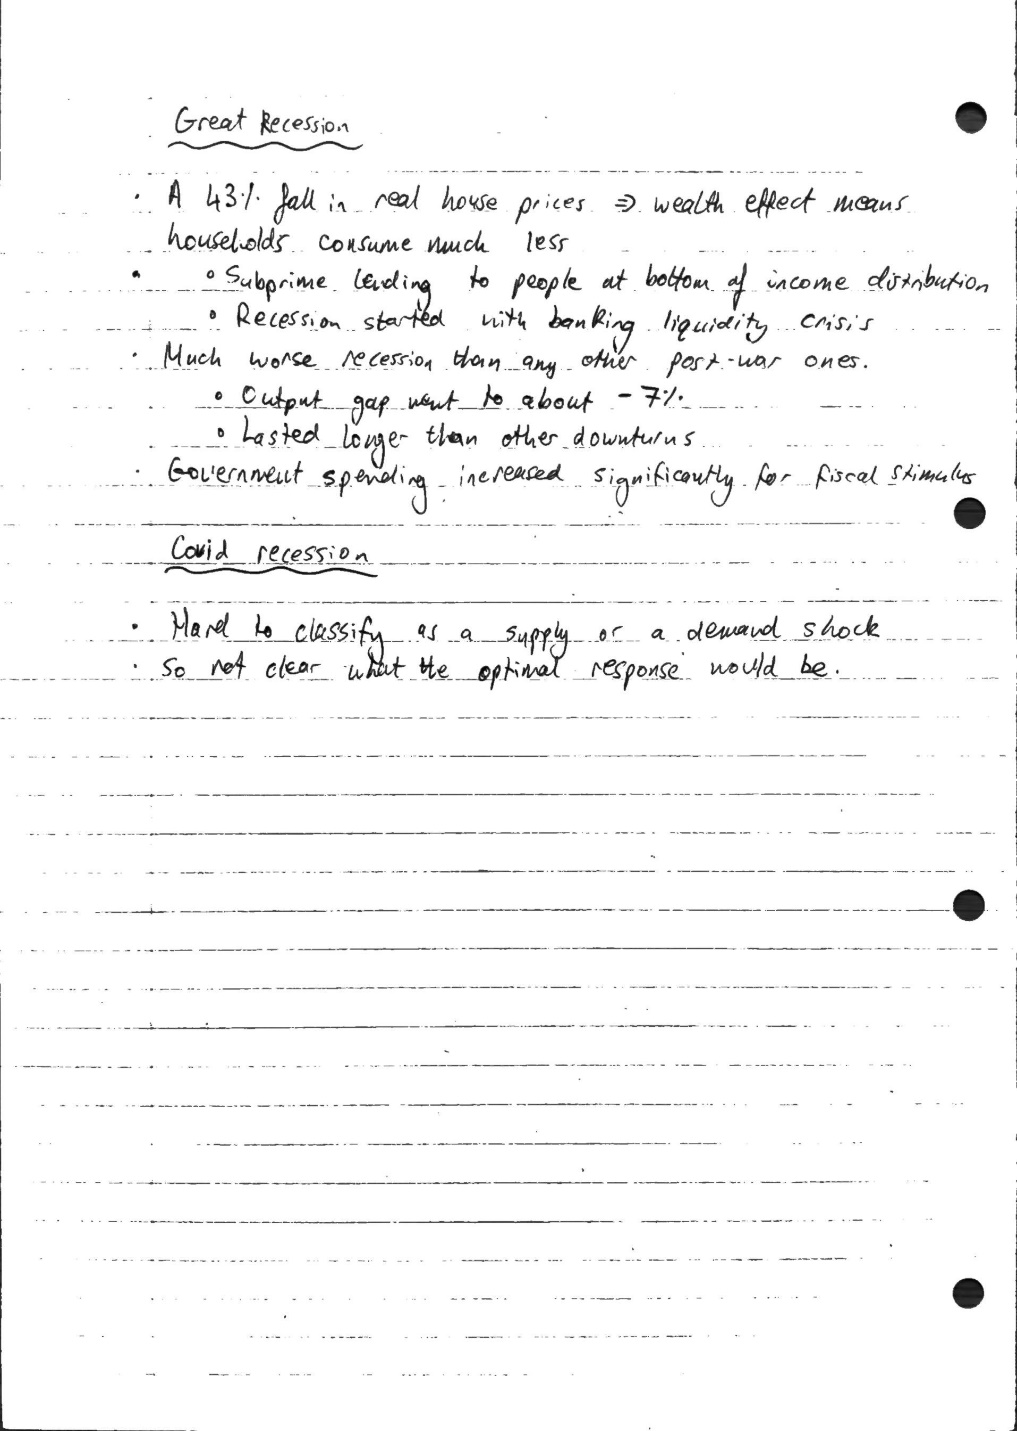 Great Recession
· A 43% fall in real house prices ⇒ wealth effect means
households consume much less
· ∘ Subprime lending to people at bottom of income distribution
∘ Recession started with banking liquidity crisis
· Much worse recession than any other post-war ones.
∘ Output gap went to about -7%.
∘ Lasted longer than other downturns
· Government spending increased significantly for fiscal stimulus
Covid recession
· Hard to classify as a supply or a demand shock
· So not clear what the optimal response would be.